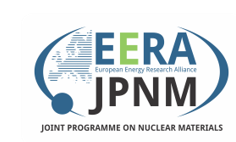 EERA
European Energy Research Alliance
JPNM
JOINT PROGRAMME ON NUCLEAR MATERIALS